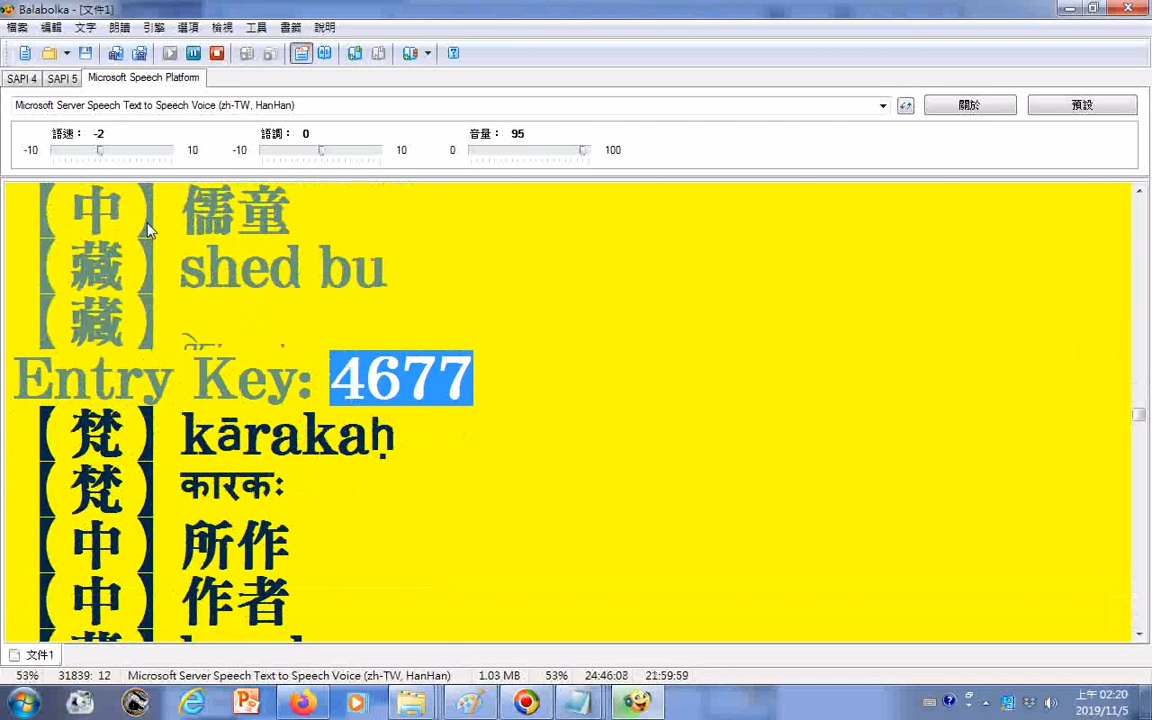 Balabolka - [文件1]
檔案 編輯 文字 朗讀 引擎 選項 檢視 工具 書籤 說明
SAPI 4 SAPI 5 Microsoft Speech Platform
Microsoft Server Speech Text to Speech Voice (zh-TW, HanHan) 關於 預設
語速： -2 語調： 0 音量： 95
-10 10 -10 10 0 100
【中】 儒童
【藏】 shed bu
【藏】
Entry Key: 4677
【梵】 kārakaḥ
【梵】 कारकः
【中】 所作
【中】 作者
文件1
53% 31839: 12 Microsoft Server Speech Text to Speech Voice (zh-TW, HanHan) 1.03 MB 53% 24:46:08 21:59:59
上午 02:20
2019/11/5